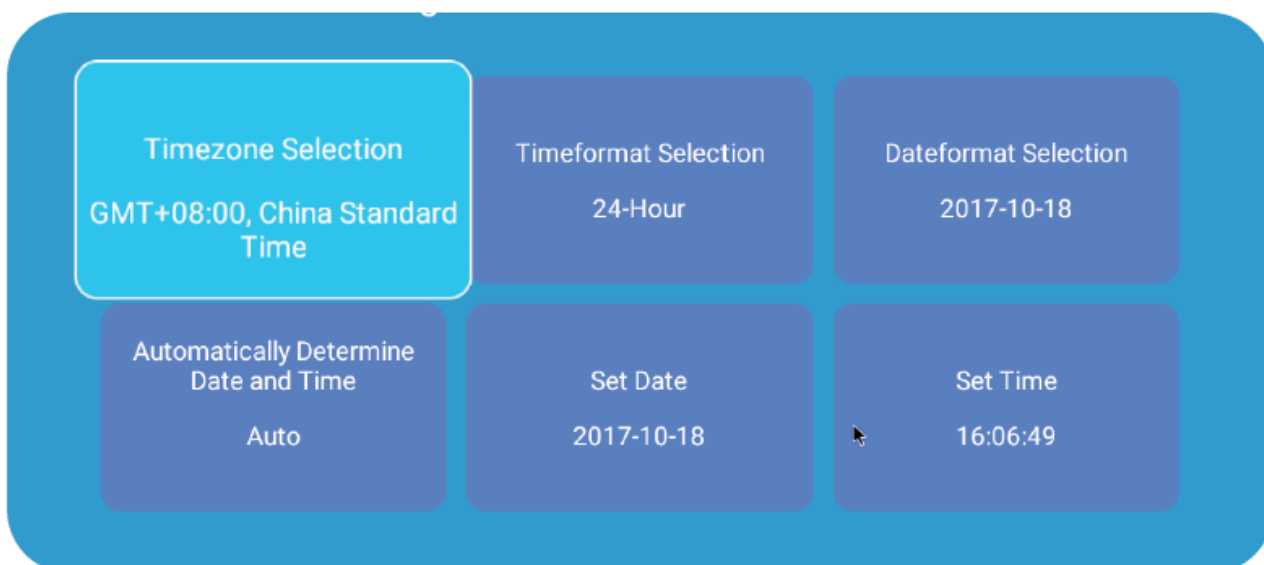 Timezone Selection
GMT+08:00, China Standard
Time
Timeformat Selection
24-Hour
Dateformat Selection
2017-10-18
Automatically Determine
Date and Time
Auto
Set Date
2017-10-18
Set Time
16:06:49